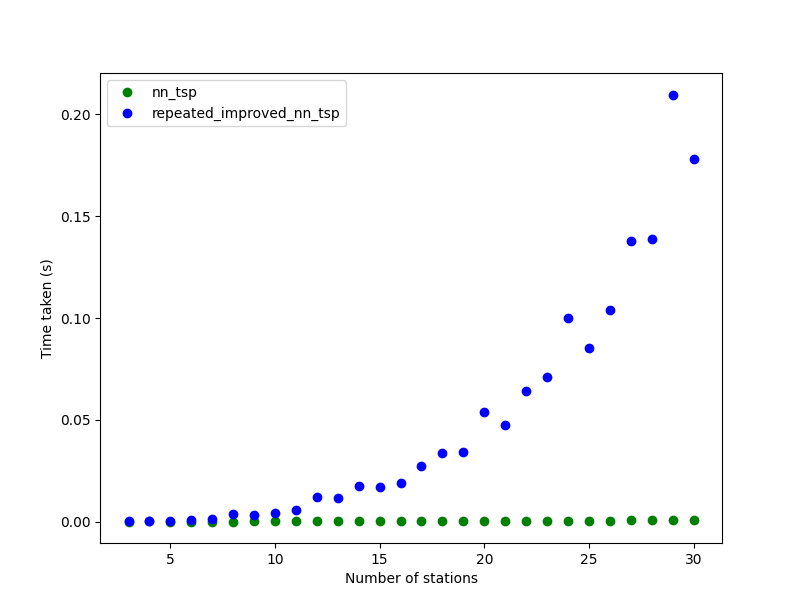 nn_tsp
repeated_improved_nn_tsp
0.20
0.15
0.10
0.05
0.00
Time taken (s)
5 10 15 20 25 30
Number of stations